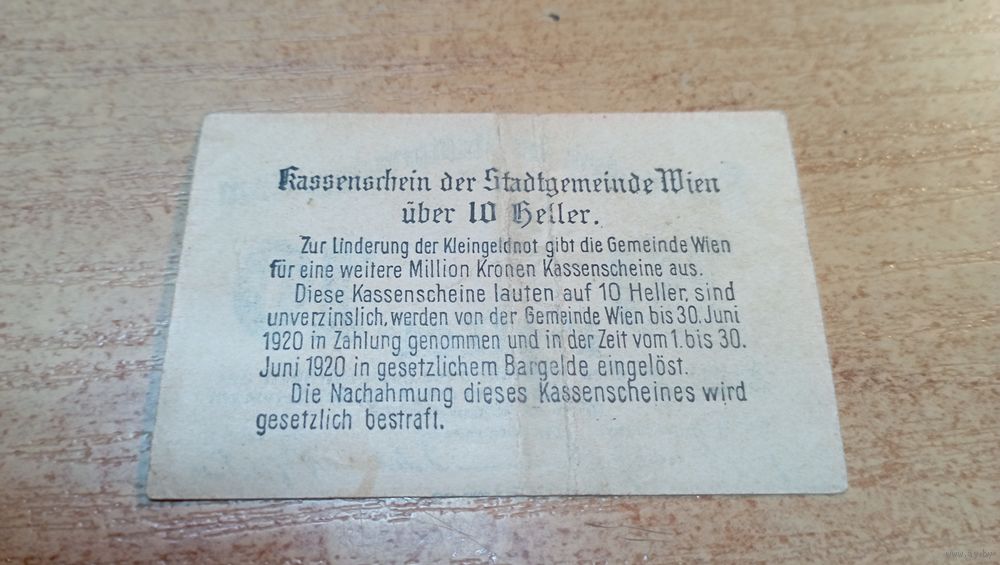 Kassenschein der Stadtgemeinde Wien
über 10 Heller.
Zur Linderung der Kleingeldnot gibt die Gemeinde Wien
für eine weitere Million Kronen Kassenscheine aus.
Diese Kassenscheine lauten auf 10 Heller, sind
unverzinslich, werden von der Gemeinde Wien bis 30. Juni
1920 in Zahlung genommen und in der Zeit vom 1. bis 30.
Juni 1920 in gesetzlichem Bargelde eingelöst.
Die Nachahmung dieses Kassenscheines wird
gesetzlich bestraft.
www.ay.by